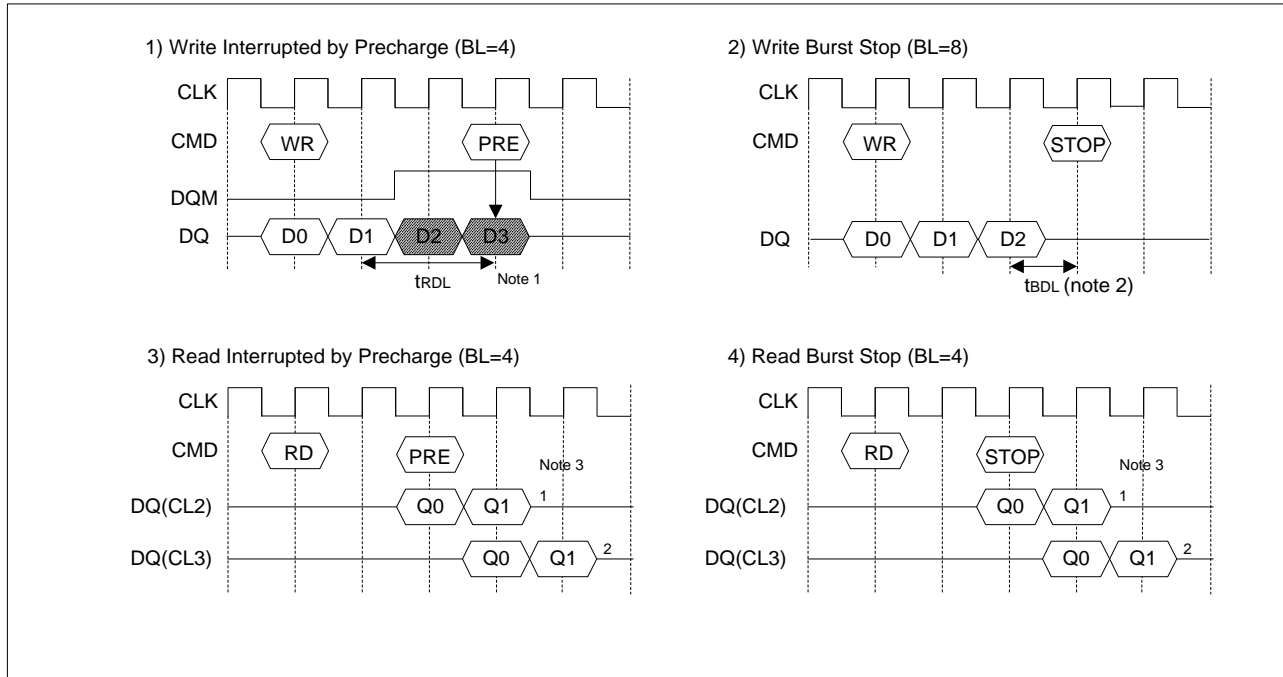 1) Write Interrupted by Precharge (BL=4)
CLK
CMD WR PRE
DQM
DQ D0 D1 D2 D3
tRDL Note 1
2) Write Burst Stop (BL=8)
CLK
CMD WR STOP
DQ D0 D1 D2
tBDL (note 2)
3) Read Interrupted by Precharge (BL=4)
CLK
CMD RD PRE
Note 3
DQ(CL2) Q0 Q1 1
DQ(CL3) Q0 Q1 2
4) Read Burst Stop (BL=4)
CLK
CMD RD STOP
Note 3
DQ(CL2) Q0 Q1 1
DQ(CL3) Q0 Q1 2